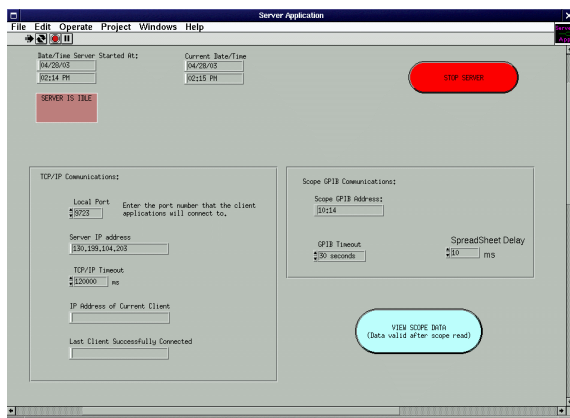 Server Application
File Edit Operate Project Windows Help
Date/Time Server Started At:
04/28/03
02:14 PM
Current Date/Time
04/28/03
02:15 PM
STOP SERVER
SERVER IS IDLE
TCP/IP Communications:
Local Port
9723
Enter the port number that the client
applications will connect to.
Server IP address
130.199.104.203
TCP/IP Timeout
120000 ms
IP Address of Current Client
Last Client Successfully Connected
Scope GPIB Communications:
Scope GPIB Address:
10:14
GPIB Timeout
30 seconds
SpreadSheet Delay
10 ms
VIEW SCOPE DATA
(Data valid after scope read)